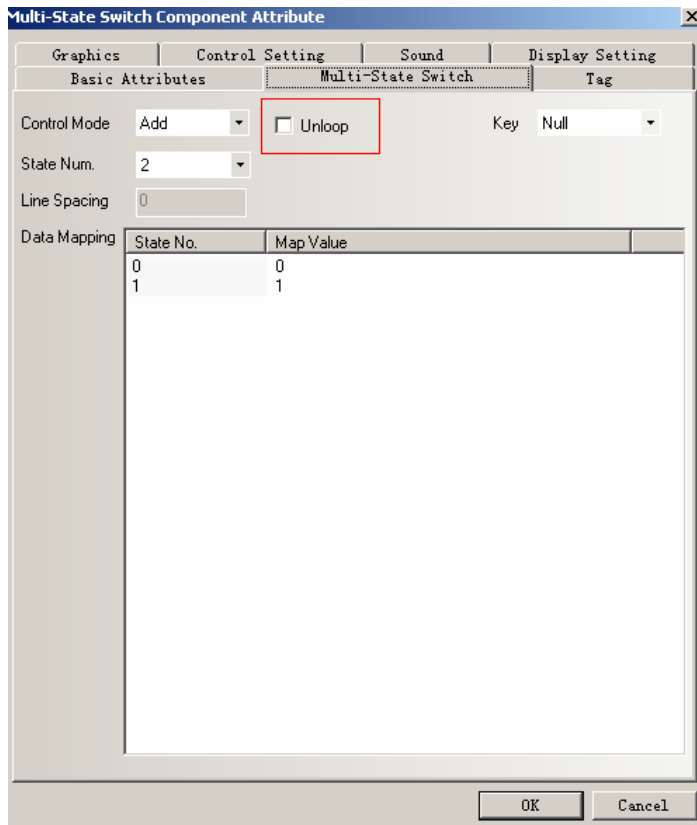 Multi-State Switch Component Attribute
Graphics Control Setting Sound Display Setting
Basic Attributes Multi-State Switch Tag
Control Mode Add Unloop Key Null
State Num. 2
Line Spacing 0
Data Mapping State No. Map Value
0 0
1 1
OK Cancel